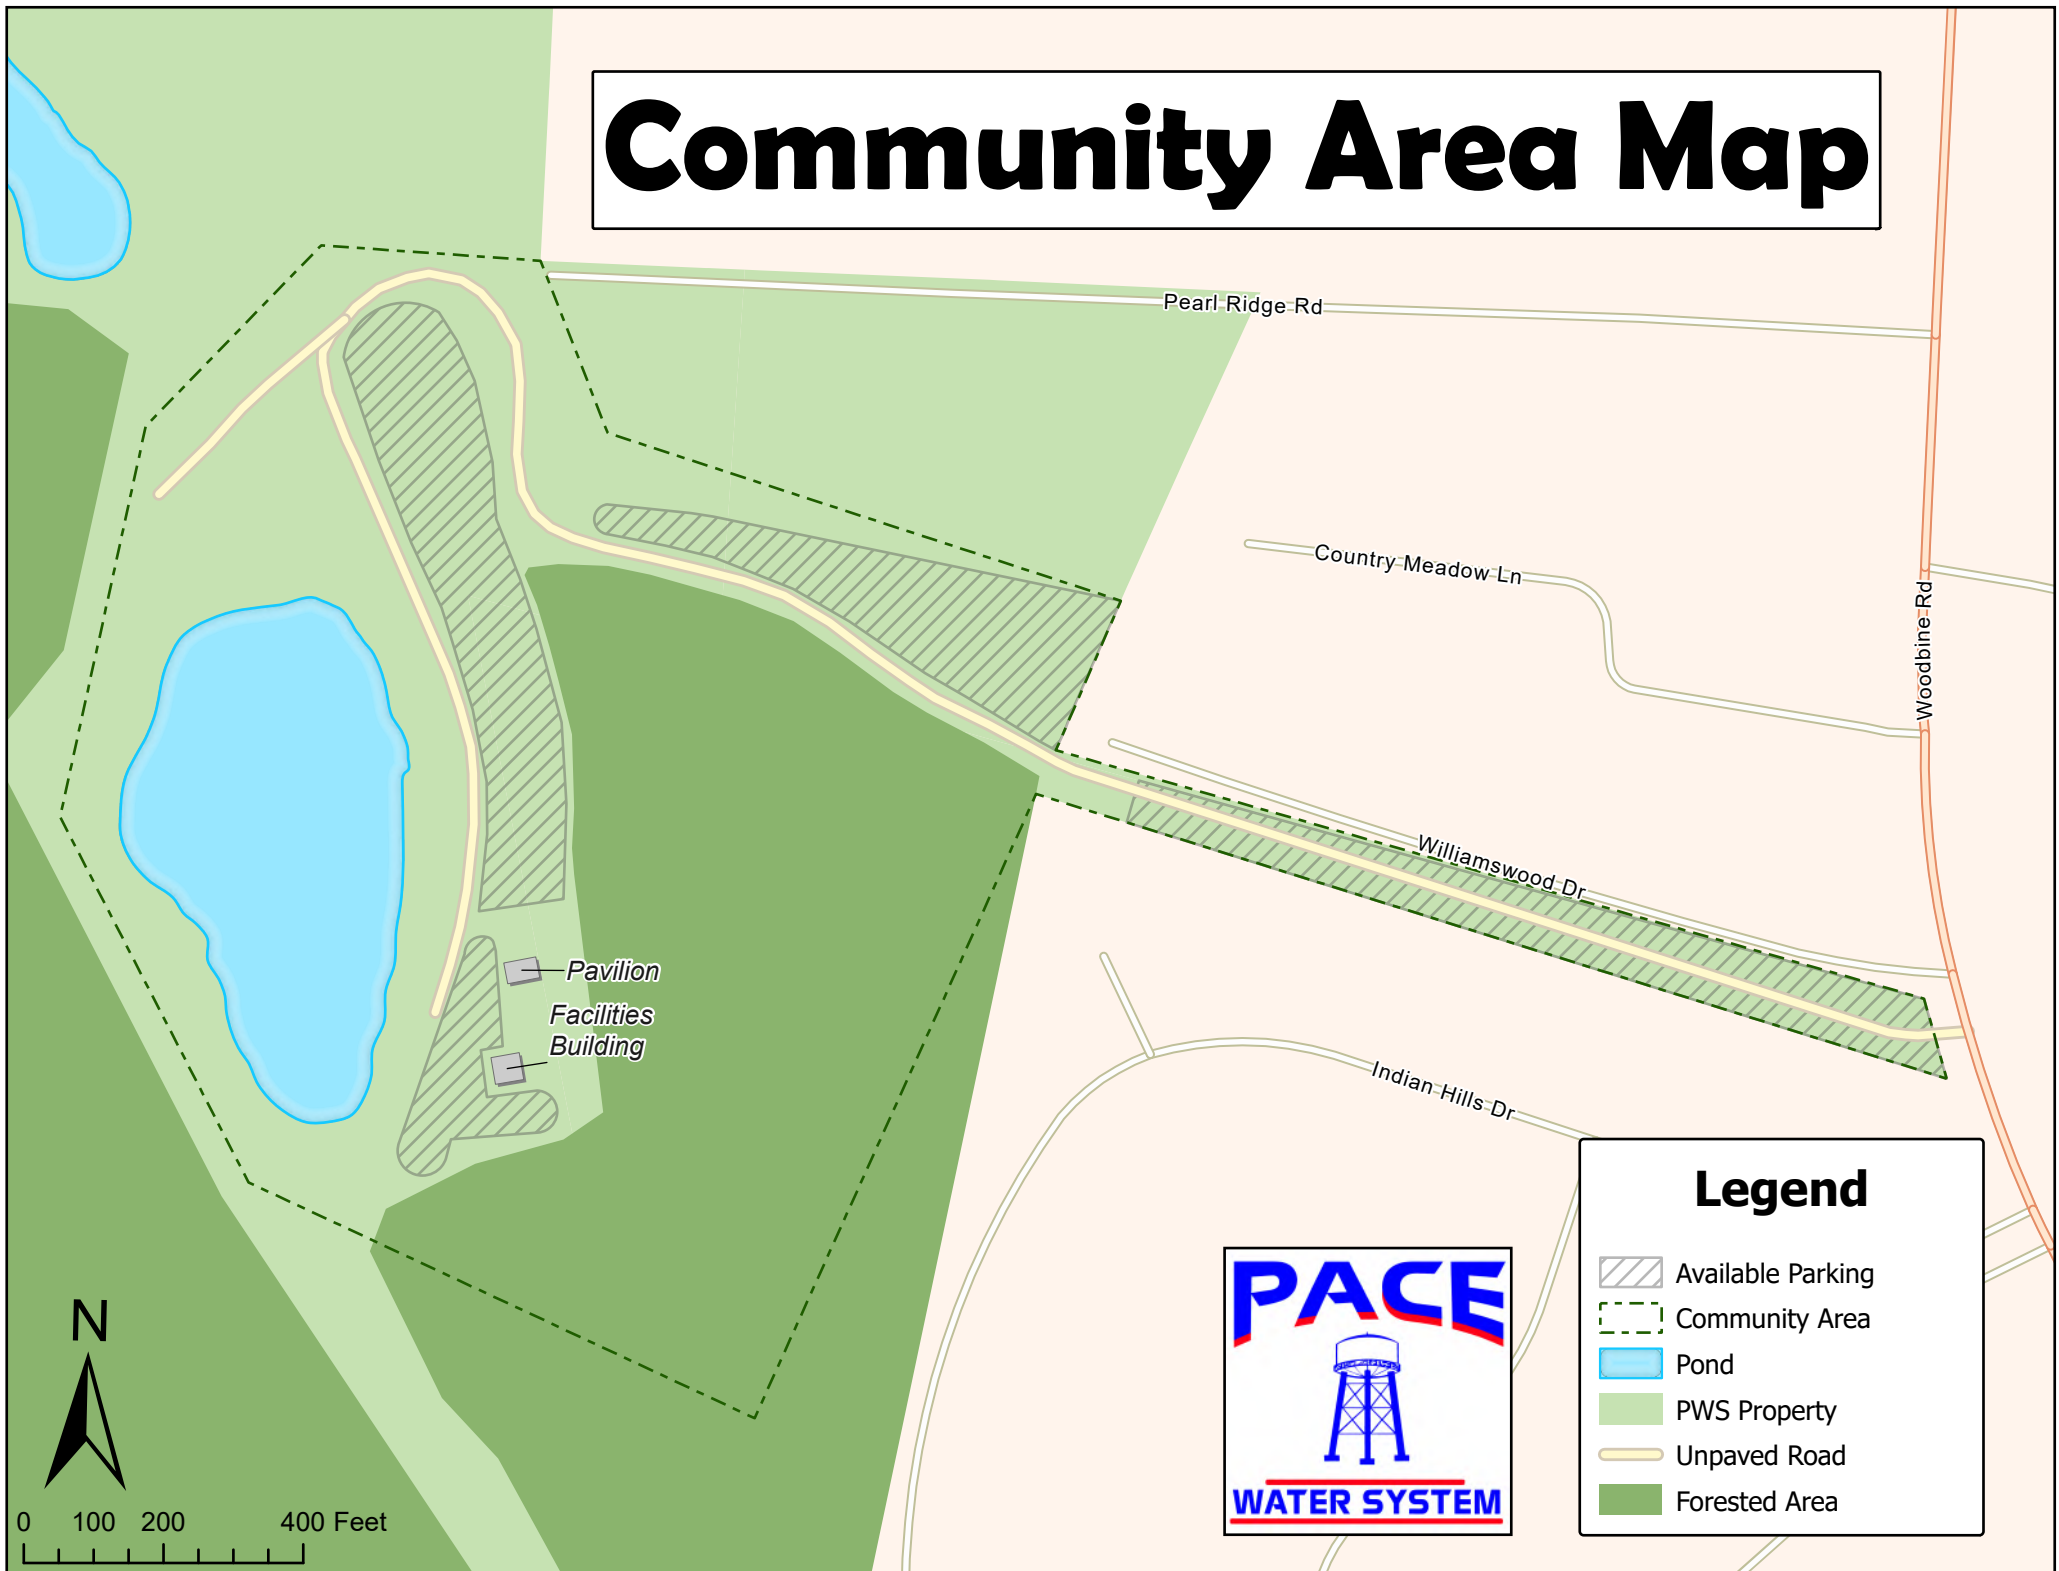 Community Area Map
Pearl Ridge Rd
Country Meadow Ln
Woodbine Rd
Williamswood Dr
Pavilion
Facilities
Building
Indian Hills Dr
N
0 100 200 400 Feet
PACE
WATER SYSTEM
Legend
Available Parking
Community Area
Pond
PWS Property
Unpaved Road
Forested Area